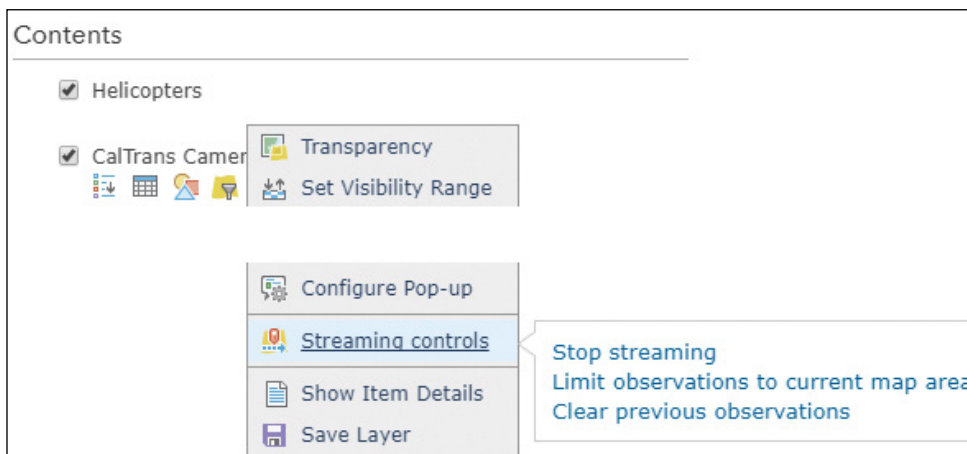 Contents
Helicopters
CalTrans Camer
Transparency
Set Visibility Range
Configure Pop-up
Streaming controls
Stop streaming
Limit observations to current map area
Clear previous observations
Show Item Details
Save Layer